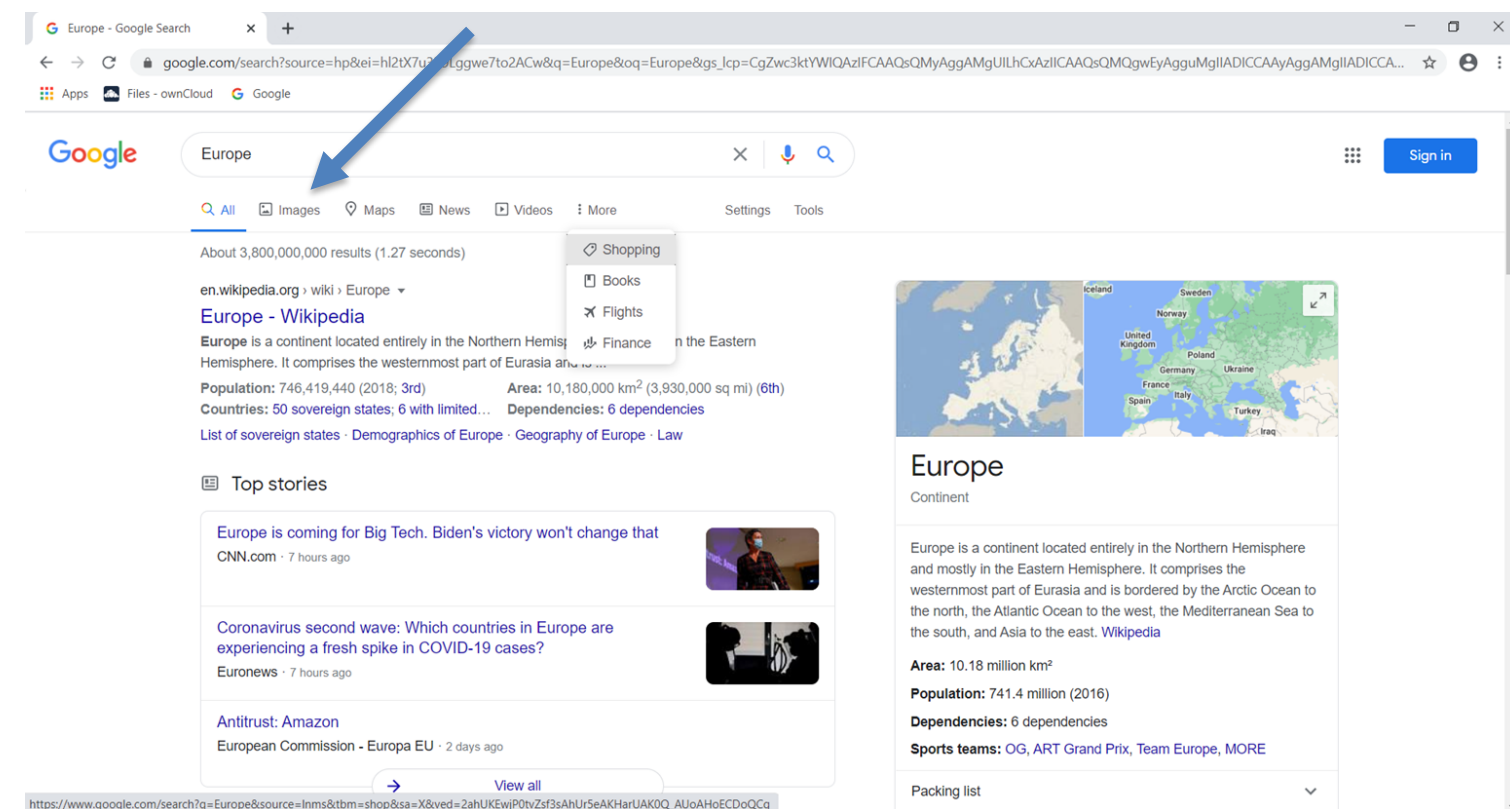 Europe - Google Search
google.com/search?source=hp&ei=hl2tX7u
Lggwe7to2ACw&q=Europe&oq=Europe&gs_lcp=CgZwc3ktYWIQAzIFCAAQsQMyAggAMgUILhCxAzIICAAQsQMQgwEyAgguMgIIADICCAAyAggAMgIIADICCA...
Apps Files - ownCloud Google
Google Europe Sign in
All Images Maps News Videos More Settings Tools
Shopping
Books
Flights
Finance
About 3,800,000,000 results (1.27 seconds)
en.wikipedia.org › wiki › Europe
Europe - Wikipedia
Europe is a continent located entirely in the Northern Hemisp n the Eastern
Hemisphere. It comprises the westernmost part of Eurasia and is ...
Population: 746,419,440 (2018; 3rd) Area: 10,180,000 km² (3,930,000 sq mi) (6th)
Countries: 50 sovereign states; 6 with limited... Dependencies: 6 dependencies
List of sovereign states · Demographics of Europe · Geography of Europe · Law
Top stories
Europe is coming for Big Tech. Biden's victory won't change that
CNN.com · 7 hours ago
Coronavirus second wave: Which countries in Europe are
experiencing a fresh spike in COVID-19 cases?
Euronews · 7 hours ago
Antitrust: Amazon
European Commission - Europa EU · 2 days ago
View all
https://www.google.com/search?q=Europe&source=lnms&tbm=shop&sa=X&ved=2ahUKEwjP0tvZsf3sAhUr5eAKHarUAK0Q_AUoAHoECDoQCg
Iceland
Sweden
Norway
United
Kingdom
Poland
Germany
Ukraine
France
Italy
Spain
Turkey
Iraq
Europe
Continent
Europe is a continent located entirely in the Northern Hemisphere
and mostly in the Eastern Hemisphere. It comprises the
westernmost part of Eurasia and is bordered by the Arctic Ocean to
the north, the Atlantic Ocean to the west, the Mediterranean Sea to
the south, and Asia to the east. Wikipedia
Area: 10.18 million km²
Population: 741.4 million (2016)
Dependencies: 6 dependencies
Sports teams: OG, ART Grand Prix, Team Europe, MORE
Packing list